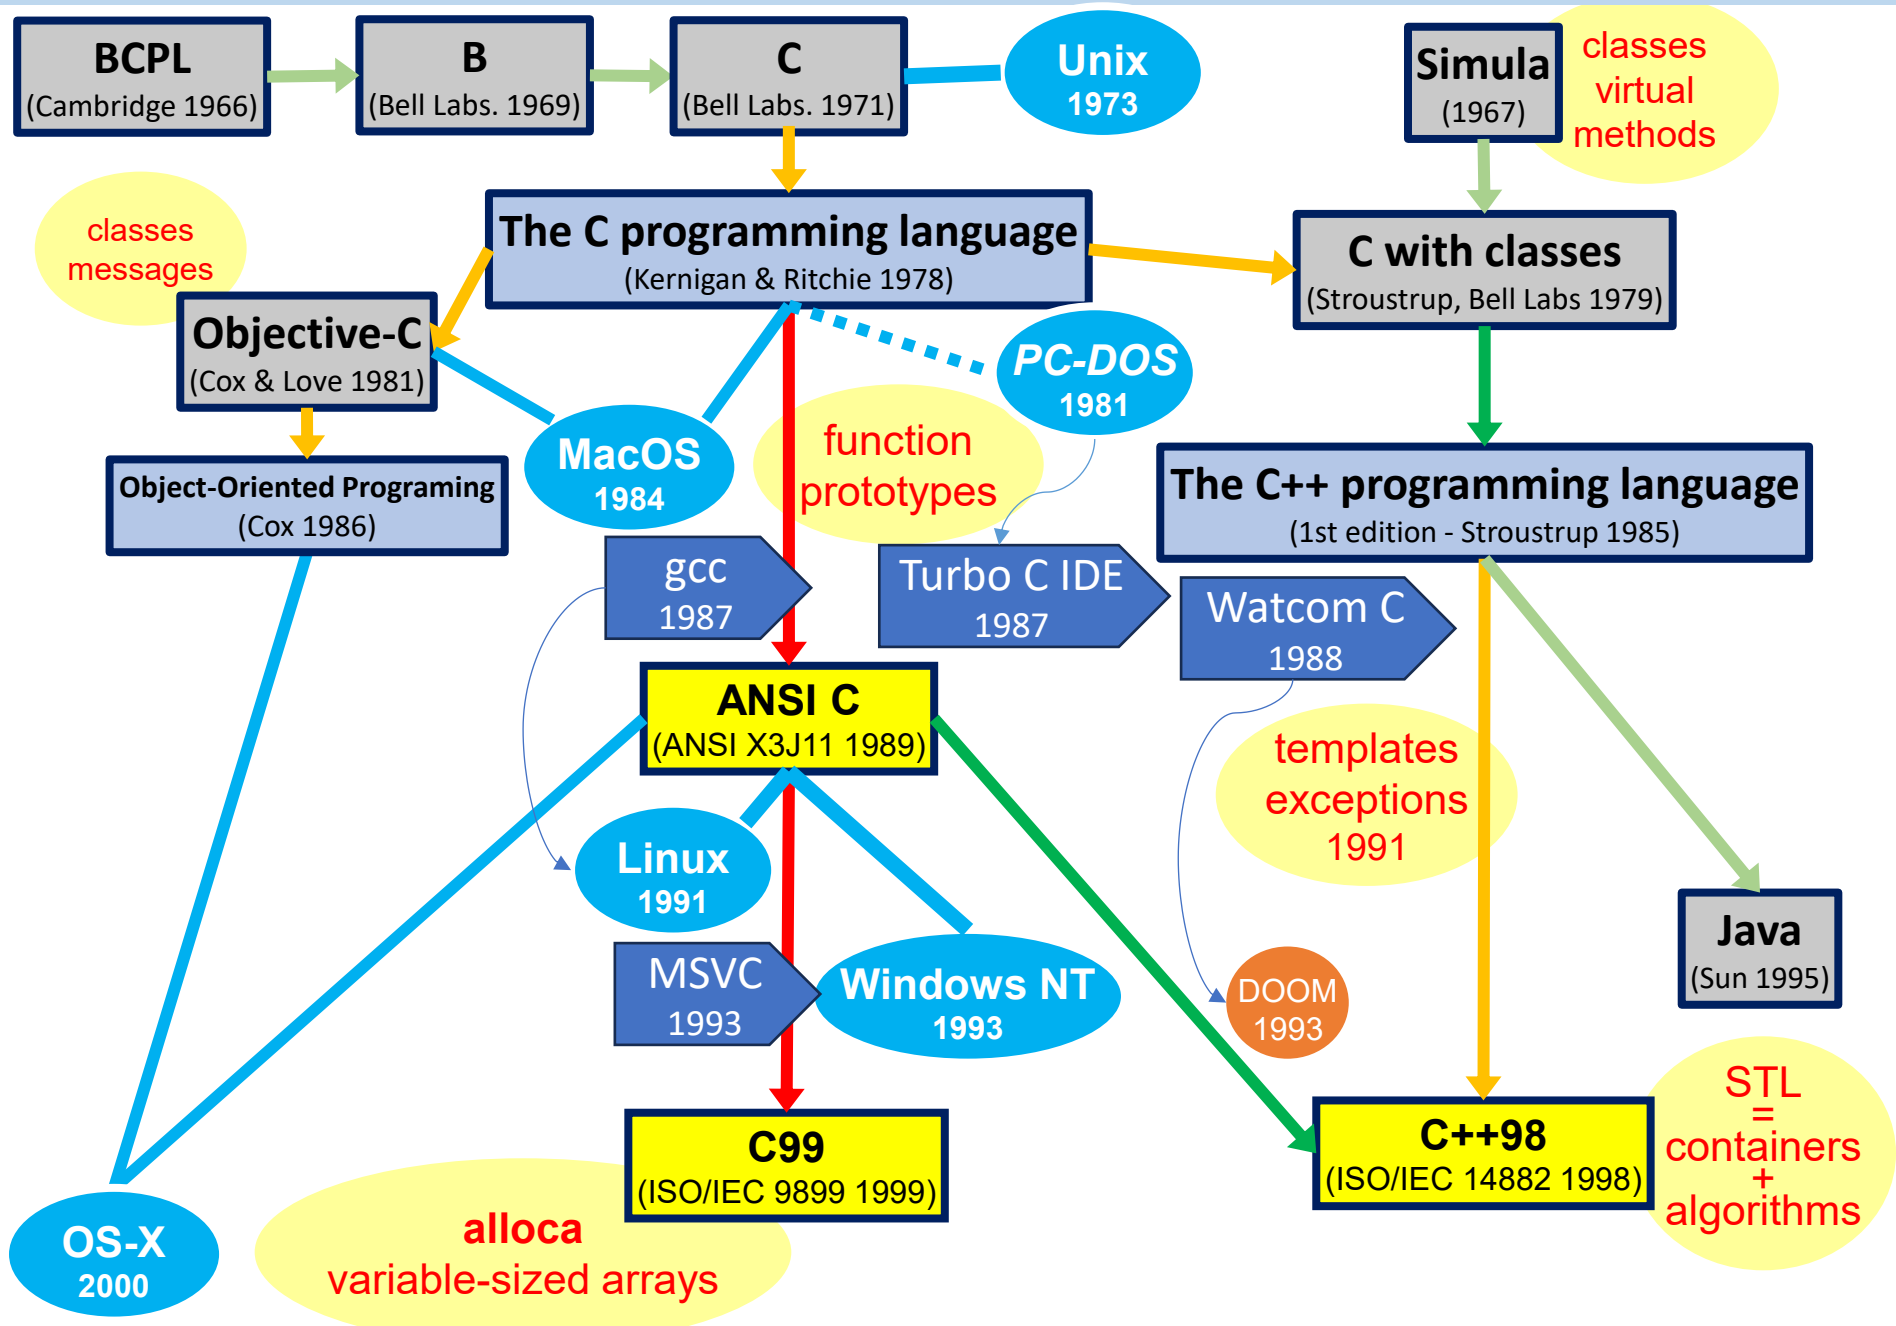 BCPL
(Cambridge 1966)
B
(Bell Labs. 1969)
C
(Bell Labs. 1971)
Unix
1973
Simula
(1967)
classes
virtual
methods
classes
messages
The C programming language
(Kernigan & Ritchie 1978)
C with classes
(Stroustrup, Bell Labs 1979)
Objective-C
(Cox & Love 1981)
PC-DOS
1981
MacOS
1984
function
prototypes
Object-Oriented Programing
(Cox 1986)
The C++ programming language
(1st edition - Stroustrup 1985)
gcc
1987
Turbo C IDE
1987
Watcom C
1988
ANSI C
(ANSI X3J11 1989)
templates
exceptions
1991
Linux
1991
Java
(Sun 1995)
MSVC
1993
Windows NT
1993
DOOM
1993
C99
(ISO/IEC 9899 1999)
C++98
(ISO/IEC 14882 1998)
STL
=
containers
+
algorithms
OS-X
2000
alloca
variable-sized arrays